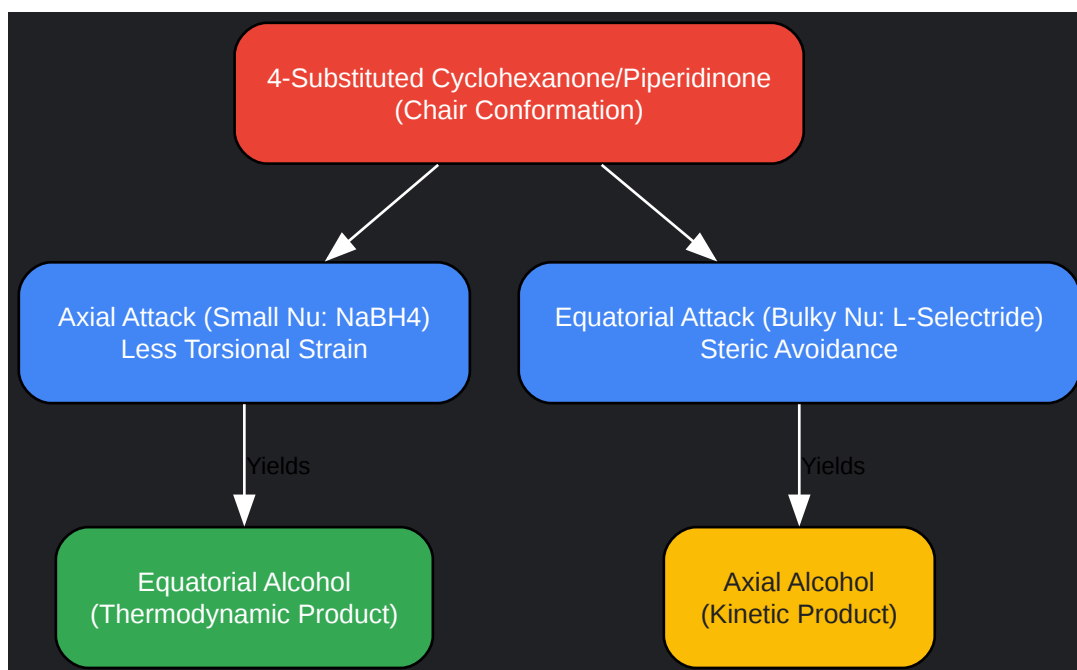 4-Substituted Cyclohexanone/Piperidinone
(Chair Conformation)
Axial Attack (Small Nu: NaBH4)
Less Torsional Strain
Equatorial Attack (Bulky Nu: L-Selectride)
Steric Avoidance
Yields
Yields
Equatorial Alcohol
(Thermodynamic Product)
Axial Alcohol
(Kinetic Product)